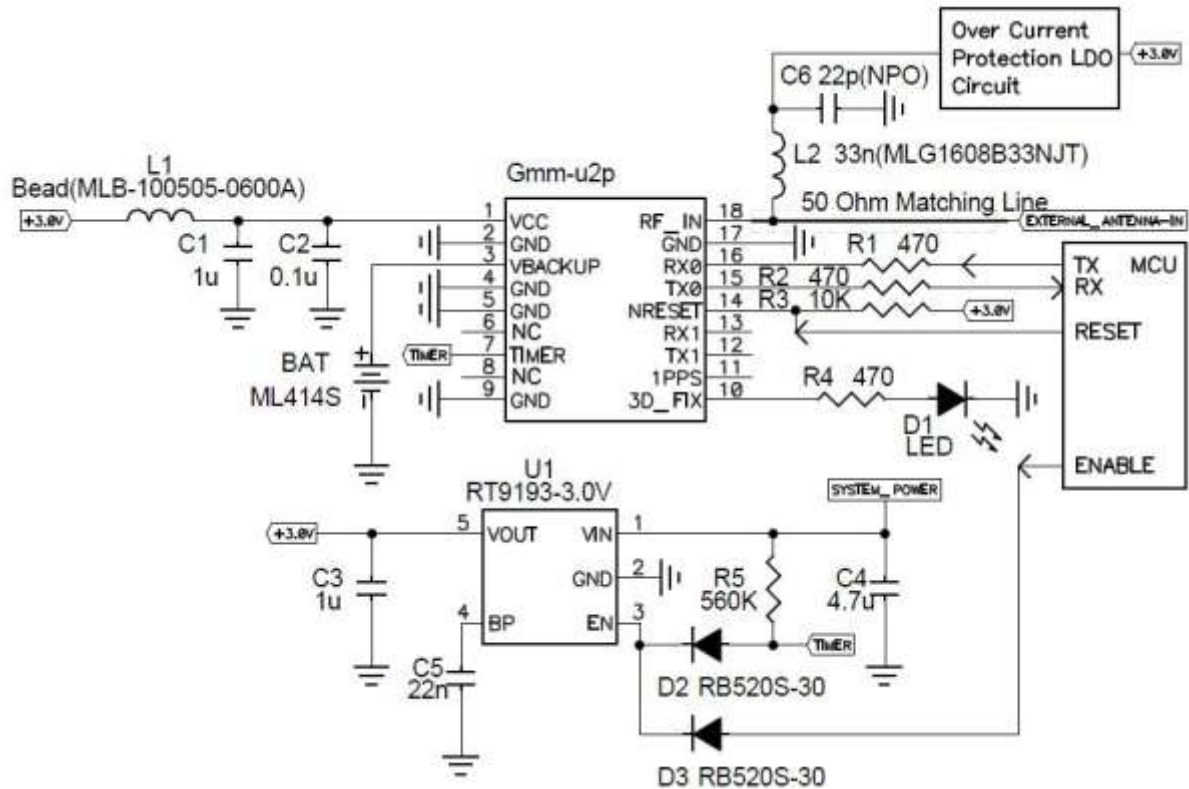 Over Current
Protection LDO
Circuit
+3.0V
C6 22p(NPO)
L2 33n(MLG1608B33NJT)
L1
Bead(MLB-100505-0600A)
+3.0V
C1
1u
C2
0.1u
Gmm-u2p
1 VCC
2 GND
3 VBACKUP
4 GND
5 GND
6 NC
7 TIMER
8 NC
9 GND
RF_IN 18
GND 17
RX0 16
TX0 15
NRESET 14
RX1 13
TX1 12
1PPS 11
3D_FIX 10
50 Ohm Matching Line
EXTERNAL_ANTENNA-IN
R1 470
R2 470
R3 10K
+3.0V
TX MCU
RX
RESET
ENABLE
TIMER
BAT
ML414S
+
R4 470
D1
LED
U1
RT9193-3.0V
+3.0V
5 VOUT
VIN 1
GND 2
4 BP
EN 3
C3
1u
C5
22n
SYSTEM_POWER
R5
560K
C4
4.7u
TIMER
D2 RB520S-30
D3 RB520S-30